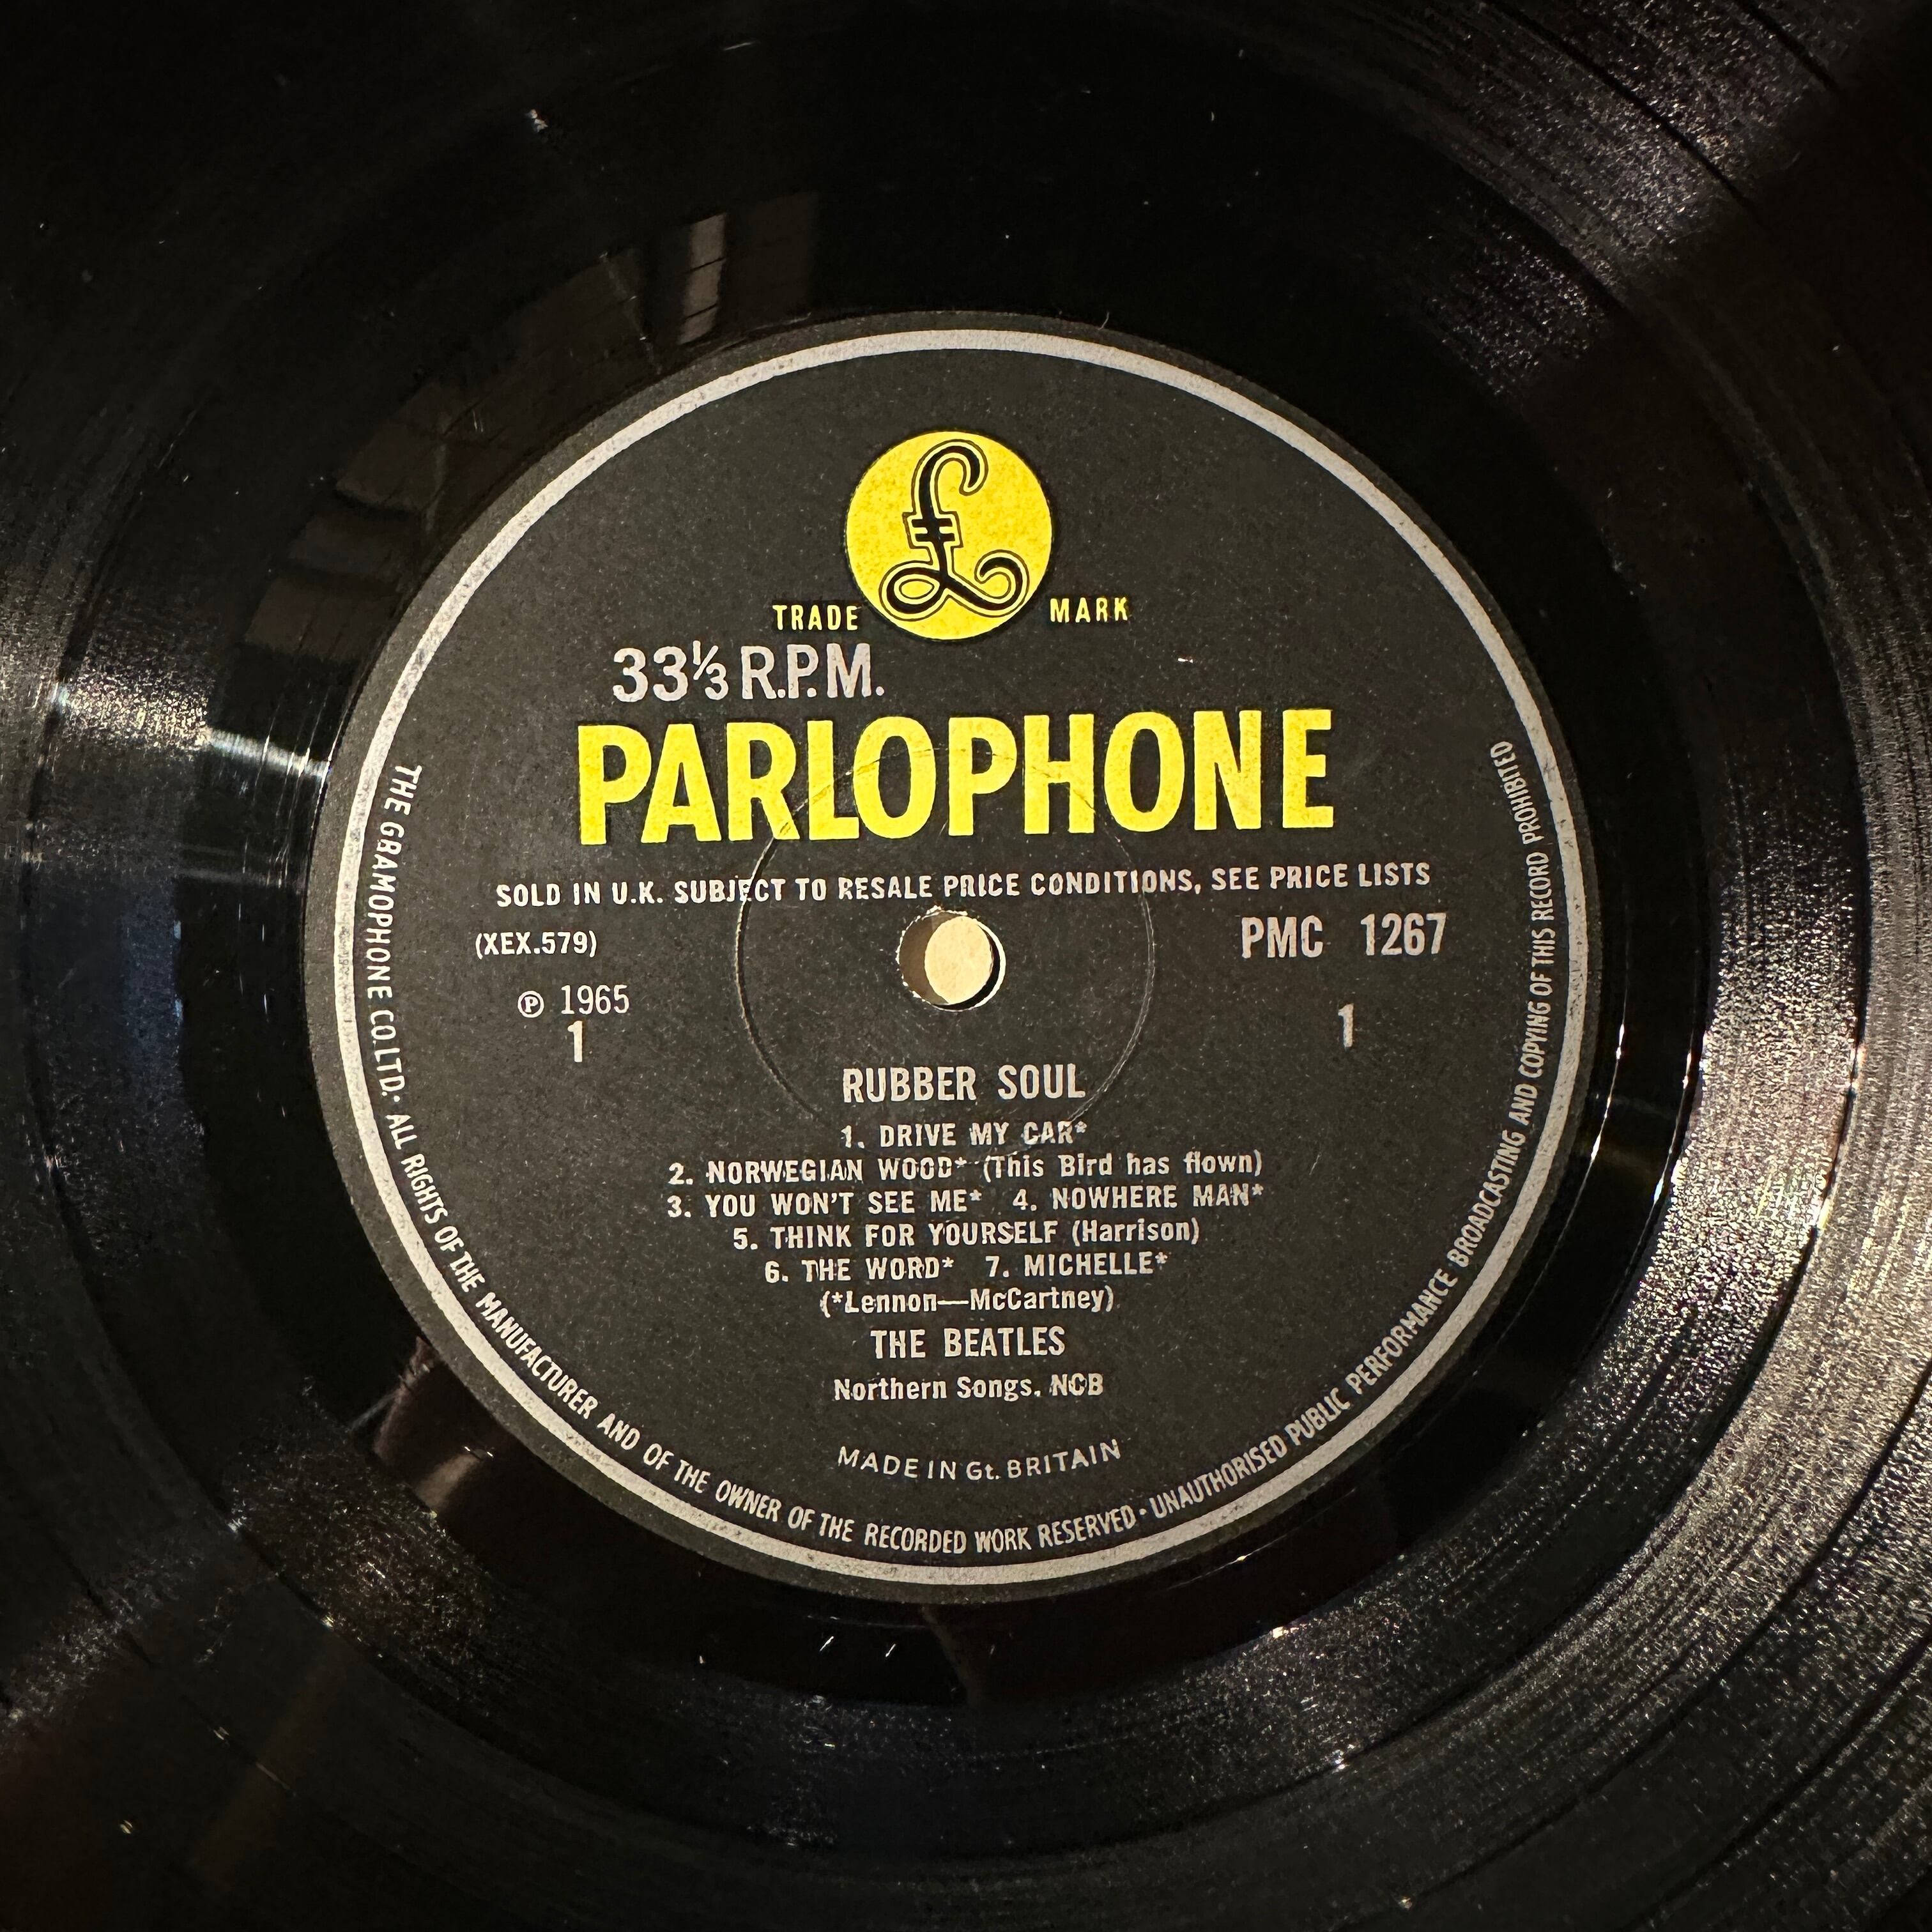 £
TRADE MARK
33⅓ R.P.M.
PARLOPHONE
SOLD IN U.K. SUBJECT TO RESALE PRICE CONDITIONS, SEE PRICE LISTS
(XEX.579) PMC 1267
℗ 1965
1 1
RUBBER SOUL
1. DRIVE MY CAR*
2. NORWEGIAN WOOD* (This Bird has flown)
3. YOU WON'T SEE ME* 4. NOWHERE MAN*
5. THINK FOR YOURSELF (Harrison)
6. THE WORD* 7. MICHELLE*
(*Lennon—McCartney)
THE BEATLES
Northern Songs. NCB
MADE IN Gt. BRITAIN
THE GRAMOPHONE CO.LTD. · ALL RIGHTS OF THE MANUFACTURER AND OF THE OWNER OF THE RECORDED WORK RESERVED · UNAUTHORISED PUBLIC PERFORMANCE BROADCASTING AND COPYING OF THIS RECORD PROHIBITED